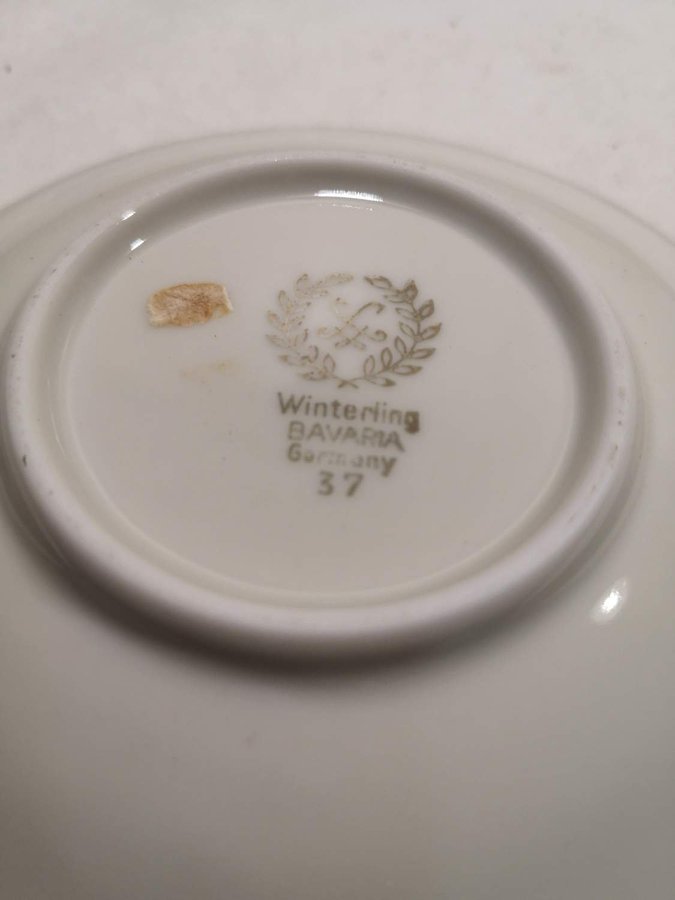 Winterling
BAVARIA
Germany
37